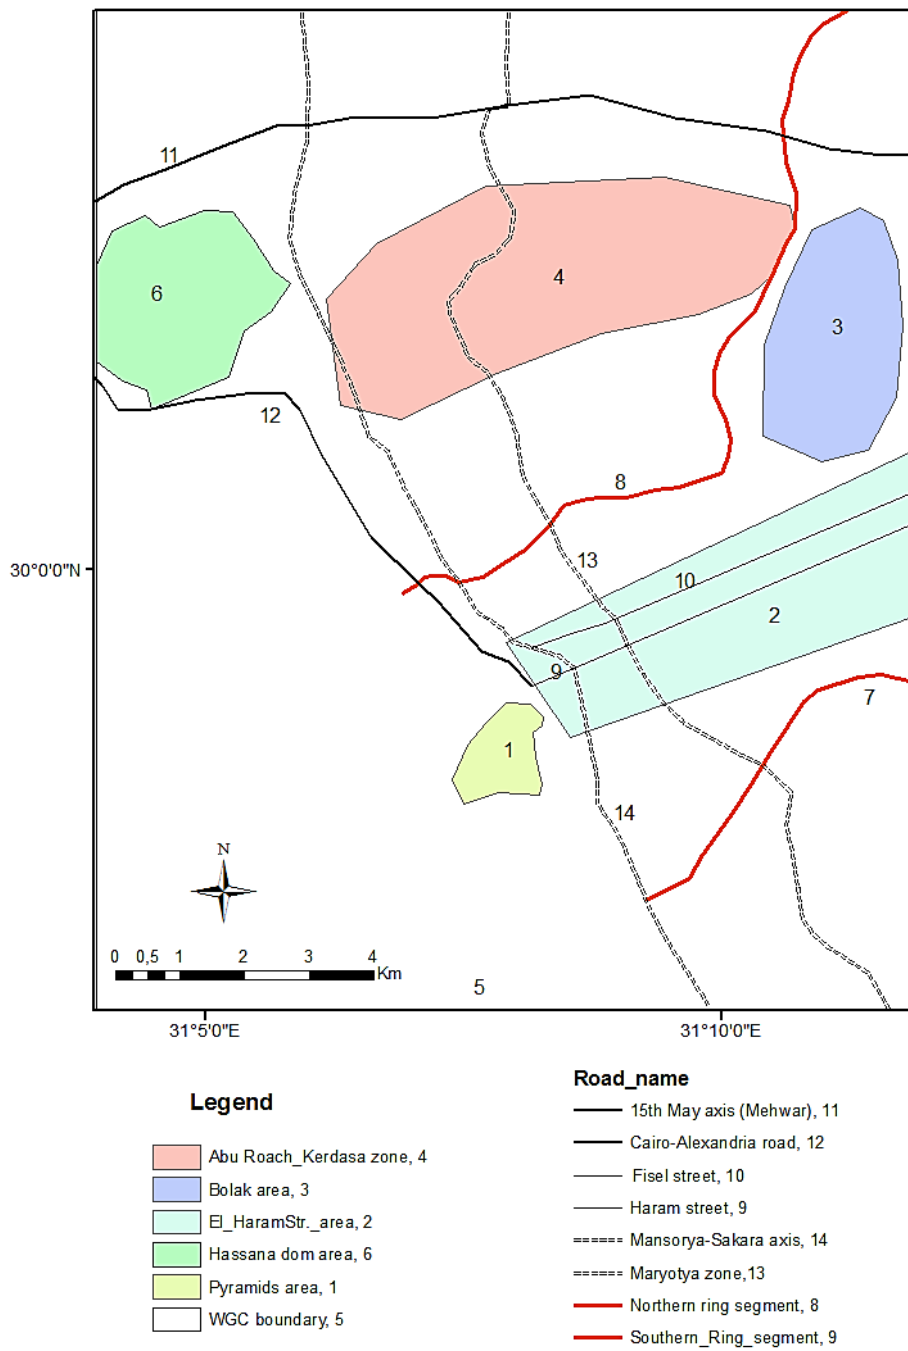 11
6
4
3
12
8
13
30°0'0"N
10
2
9
7
1
14
N
0 0,5 1 2 3 4
Km
5
31°5'0"E 31°10'0"E
Legend
Abu Roach_Kerdasa zone, 4
Bolak area, 3
El_HaramStr._area, 2
Hassana dom area, 6
Pyramids area, 1
WGC boundary, 5
Road_name
15th May axis (Mehwar), 11
Cairo-Alexandria road, 12
Fisel street, 10
Haram street, 9
Mansorya-Sakara axis, 14
Maryotya zone,13
Northern ring segment, 8
Southern_Ring_segment, 9